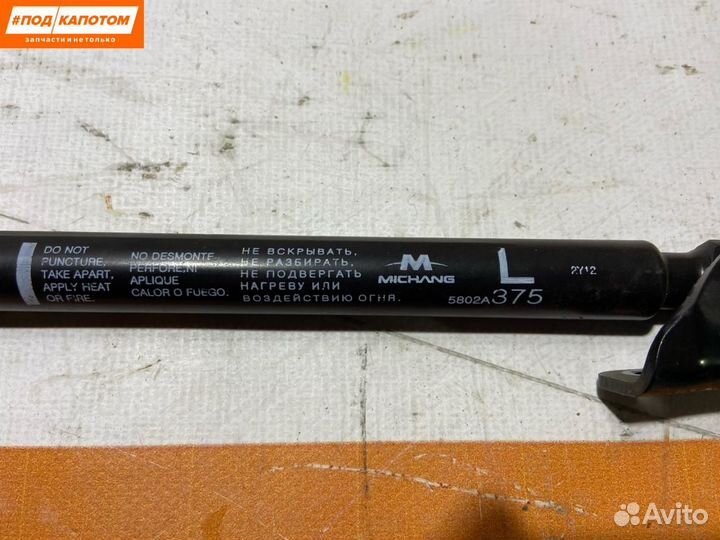 #ПОД КАПОТОМ
запчасти и не только
DO NOT
PUNCTURE,
TAKE APART,
APPLY HEAT
OR FIRE.
NO DESMONTE,
PERFORE,NI
APLIQUE
CALOR O FUEGO.
НЕ ВСКРЫВАТЬ,
НЕ РАЗБИРАТЬ,
НЕ ПОДВЕРГАТЬ
НАГРЕВУ ИЛИ
ВОЗДЕЙСТВИЮ ОГНЯ.
MICHANG
L
5802A375
2Y12
Avito